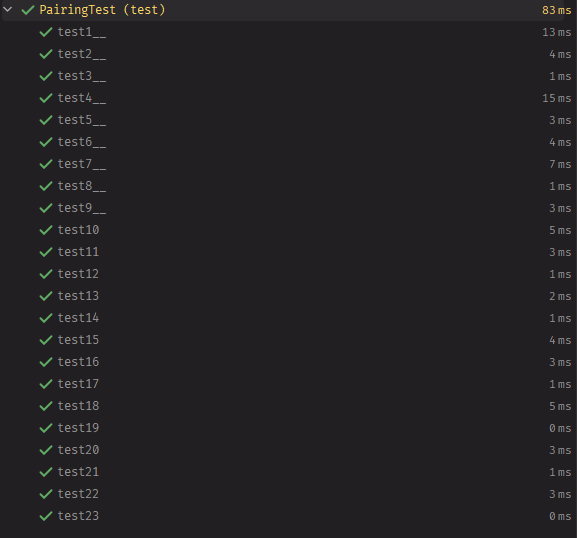 PairingTest (test) 83 ms
test1__ 13 ms
test2__ 4 ms
test3__ 1 ms
test4__ 15 ms
test5__ 3 ms
test6__ 4 ms
test7__ 7 ms
test8__ 1 ms
test9__ 3 ms
test10 5 ms
test11 3 ms
test12 1 ms
test13 2 ms
test14 1 ms
test15 4 ms
test16 3 ms
test17 1 ms
test18 5 ms
test19 0 ms
test20 3 ms
test21 1 ms
test22 3 ms
test23 0 ms